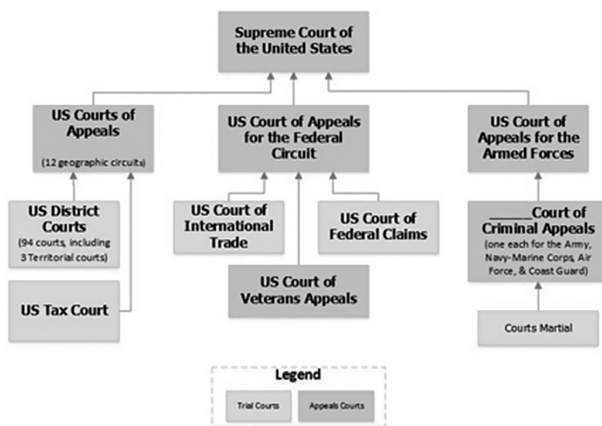 Supreme Court of
the United States
US Courts of
Appeals
(12 geographic circuits)
US Court of Appeals
for the Federal
Circuit
US Court of
Appeals for the
Armed Forces
US District
Courts
(94 courts, including
3 Territorial courts)
US Court of
International
Trade
US Court of
Federal Claims
______Court of
Criminal Appeals
(one each for the Army,
Navy-Marine Corps, Air
Force, & Coast Guard)
US Tax Court
US Court of
Veterans Appeals
Courts Martial
Legend
Trial Courts
Appeals Courts